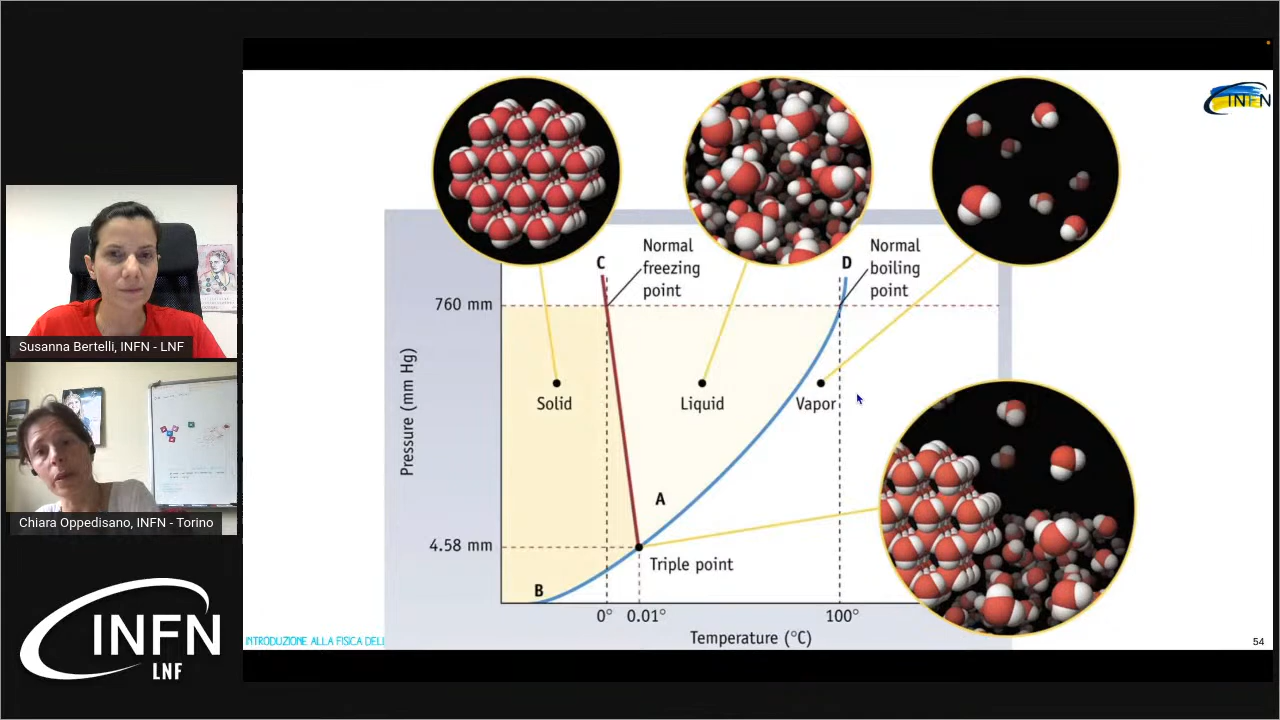 INFN
C
Normal
freezing
point
D
Normal
boiling
point
760 mm
Solid
Liquid
Vapor
Pressure (mm Hg)
A
4.58 mm
Triple point
B
0°
0.01°
100°
Temperature (°C)
INTRODUZIONE ALLA FISICA DELL
54
Susanna Bertelli, INFN - LNF
Chiara Oppedisano, INFN - Torino
INFN
LNF